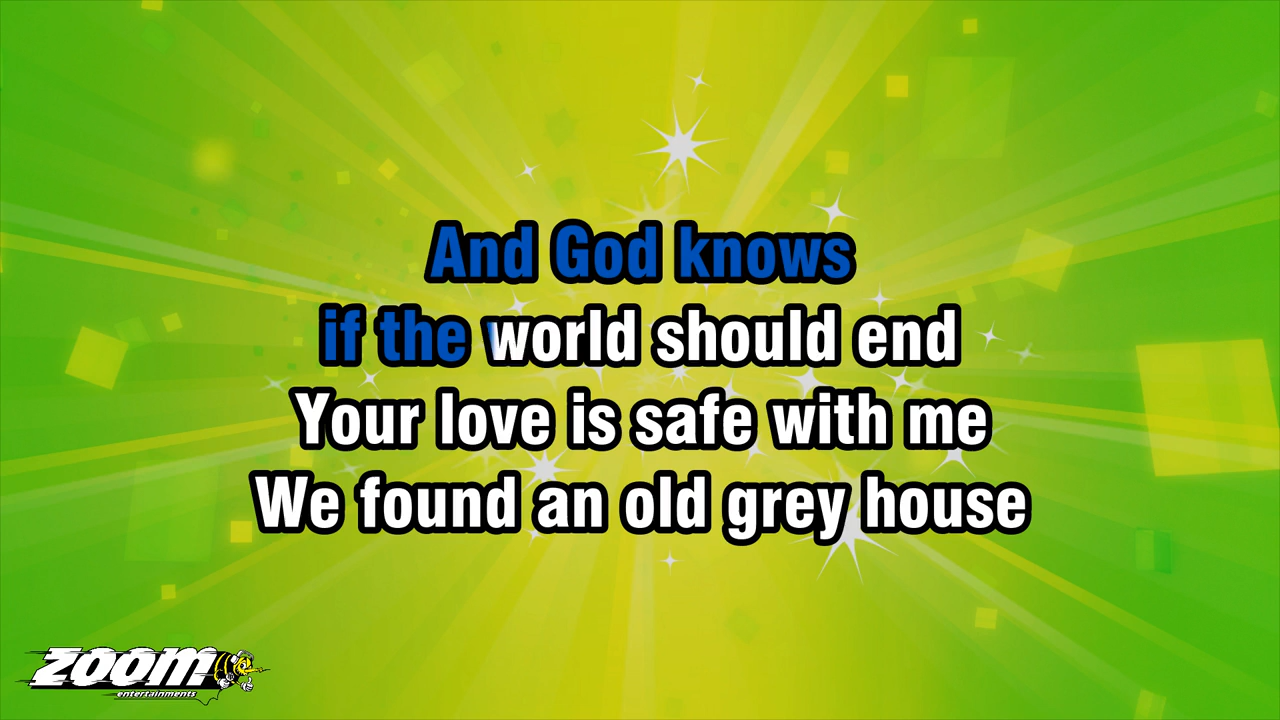 And God knows
if the world should end
Your love is safe with me
We found an old grey house
ZOOM
entertainments